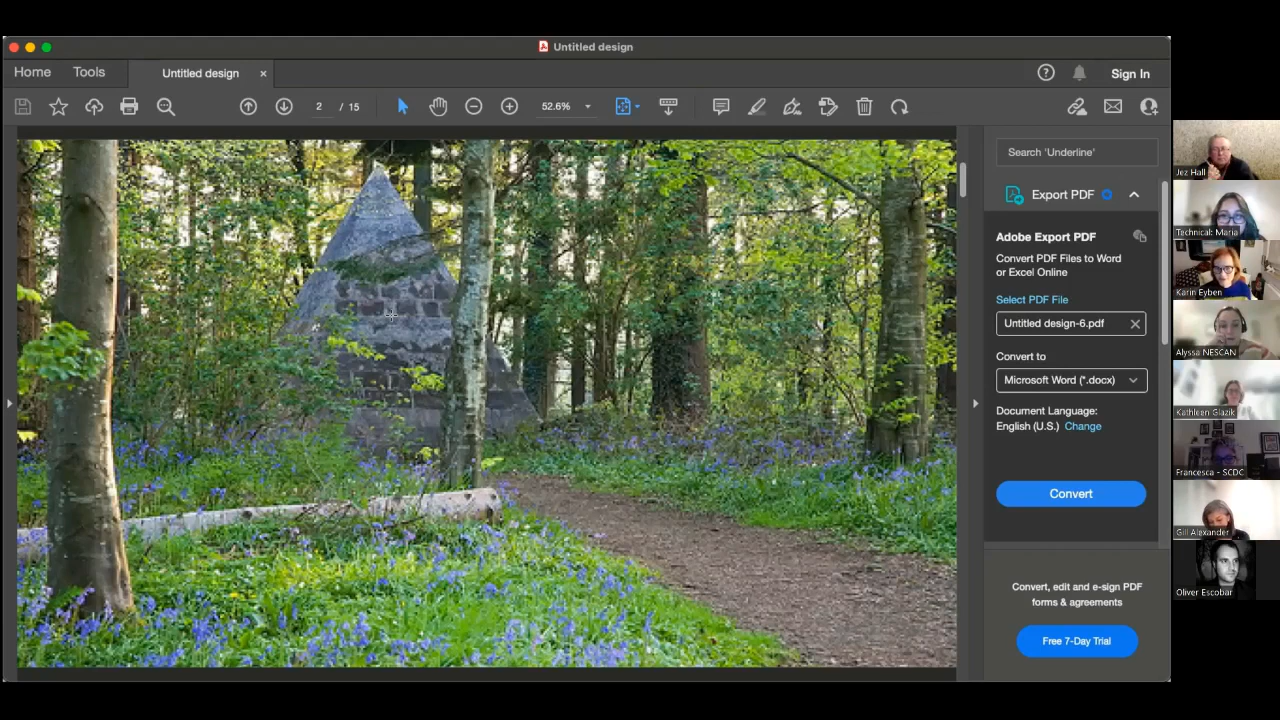 Untitled design
Home
Tools
Untitled design
Sign In
2 / 15
52.6%
Search 'Underline'
Export PDF
Adobe Export PDF
Convert PDF Files to Word
or Excel Online
Select PDF File
Untitled design-6.pdf
Convert to
Microsoft Word (*.docx)
Document Language:
English (U.S.) Change
Convert
Convert, edit and e-sign PDF
forms & agreements
Free 7-Day Trial
Jez Hall
Technical: Maria
Karin Eyben
Alyssa NESCAN
Kathleen Glazik
Francesca - SCDC
Gill Alexander
Oliver Escobar